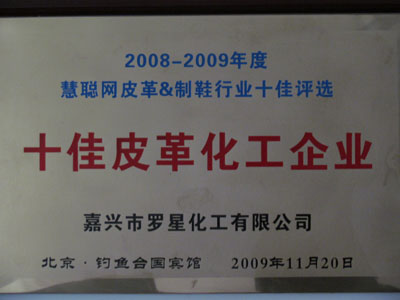 2008-2009年度
慧聪网皮革&制鞋行业十佳评选
十佳皮革化工企业
嘉兴市罗星化工有限公司
北京·钓鱼台国宾馆 2009年11月20日